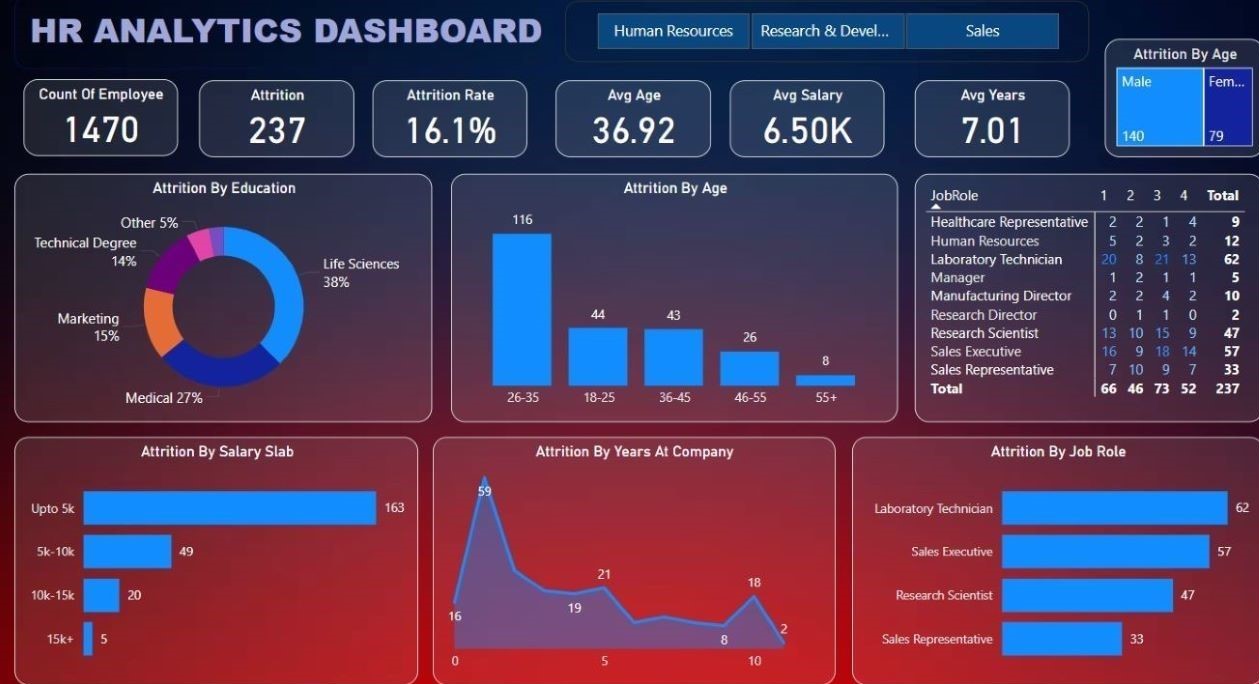 HR ANALYTICS DASHBOARD
Human Resources
Research & Devel...
Sales
Count Of Employee
1470
Attrition
237
Attrition Rate
16.1%
Avg Age
36.92
Avg Salary
6.50K
Avg Years
7.01
Attrition By Age
Male
Fem...
140
79
Attrition By Education
Other 5%
Technical Degree
14%
Life Sciences
38%
Marketing
15%
Medical 27%
Attrition By Age
116
44
43
26
8
26-35
18-25
36-45
46-55
55+
JobRole 1 2 3 4 Total
Healthcare Representative 2 2 1 4 9
Human Resources 5 2 3 2 12
Laboratory Technician 20 8 21 13 62
Manager 1 2 1 1 5
Manufacturing Director 2 2 4 2 10
Research Director 0 1 1 0 2
Research Scientist 13 10 15 9 47
Sales Executive 16 9 18 14 57
Sales Representative 7 10 9 7 33
Total 66 46 73 52 237
Attrition By Salary Slab
Upto 5k 163
5k-10k 49
10k-15k 20
15k+ 5
Attrition By Years At Company
59
16
19
21
8
18
2
0
5
10
Attrition By Job Role
Laboratory Technician 62
Sales Executive 57
Research Scientist 47
Sales Representative 33